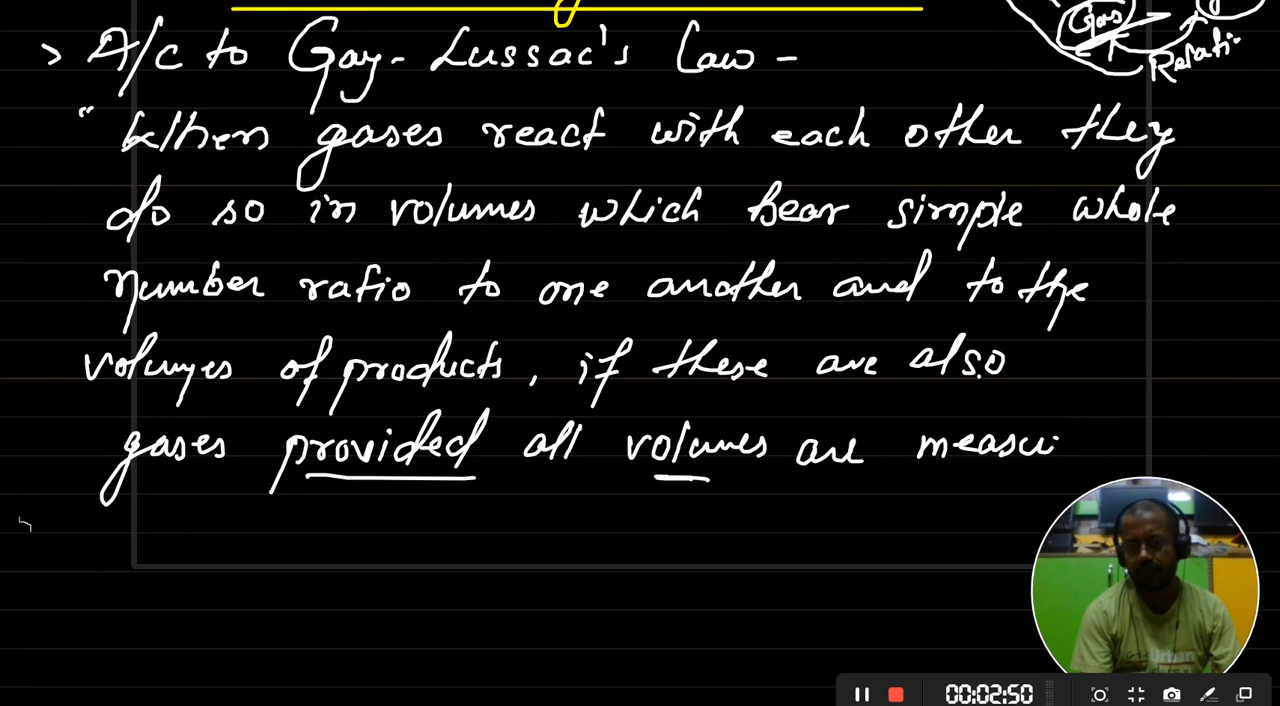 Gas
Relati
> A/c to Gay-Lussac's Law -
"When gases react with each other they
do so in volumes which bear simple whole
number ratio to one another and to the
volumes of products, if these are also
gases provided all volumes are measu
Urban
00:02:50